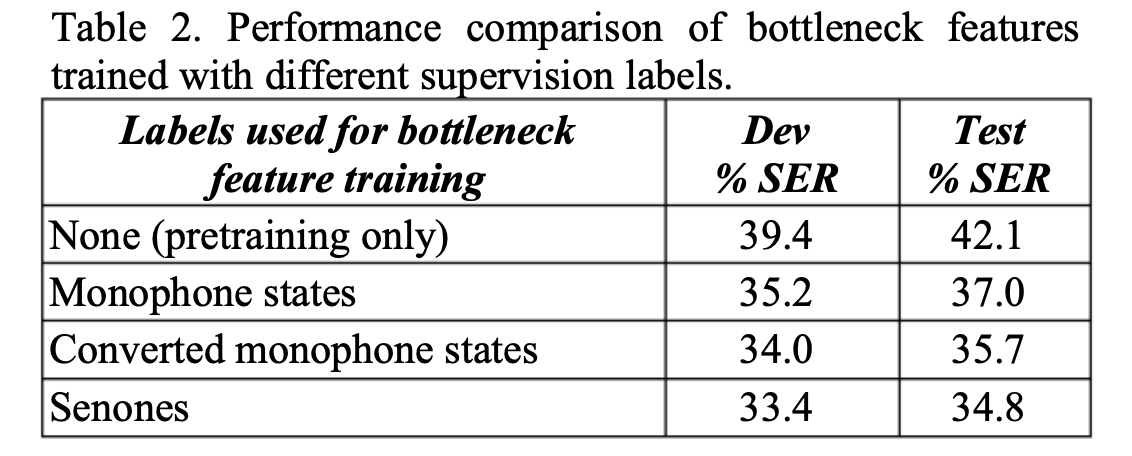 Table 2. Performance comparison of bottleneck features
trained with different supervision labels.
Labels used for bottleneck feature training Dev % SER Test % SER
None (pretraining only) 39.4 42.1
Monophone states 35.2 37.0
Converted monophone states 34.0 35.7
Senones 33.4 34.8